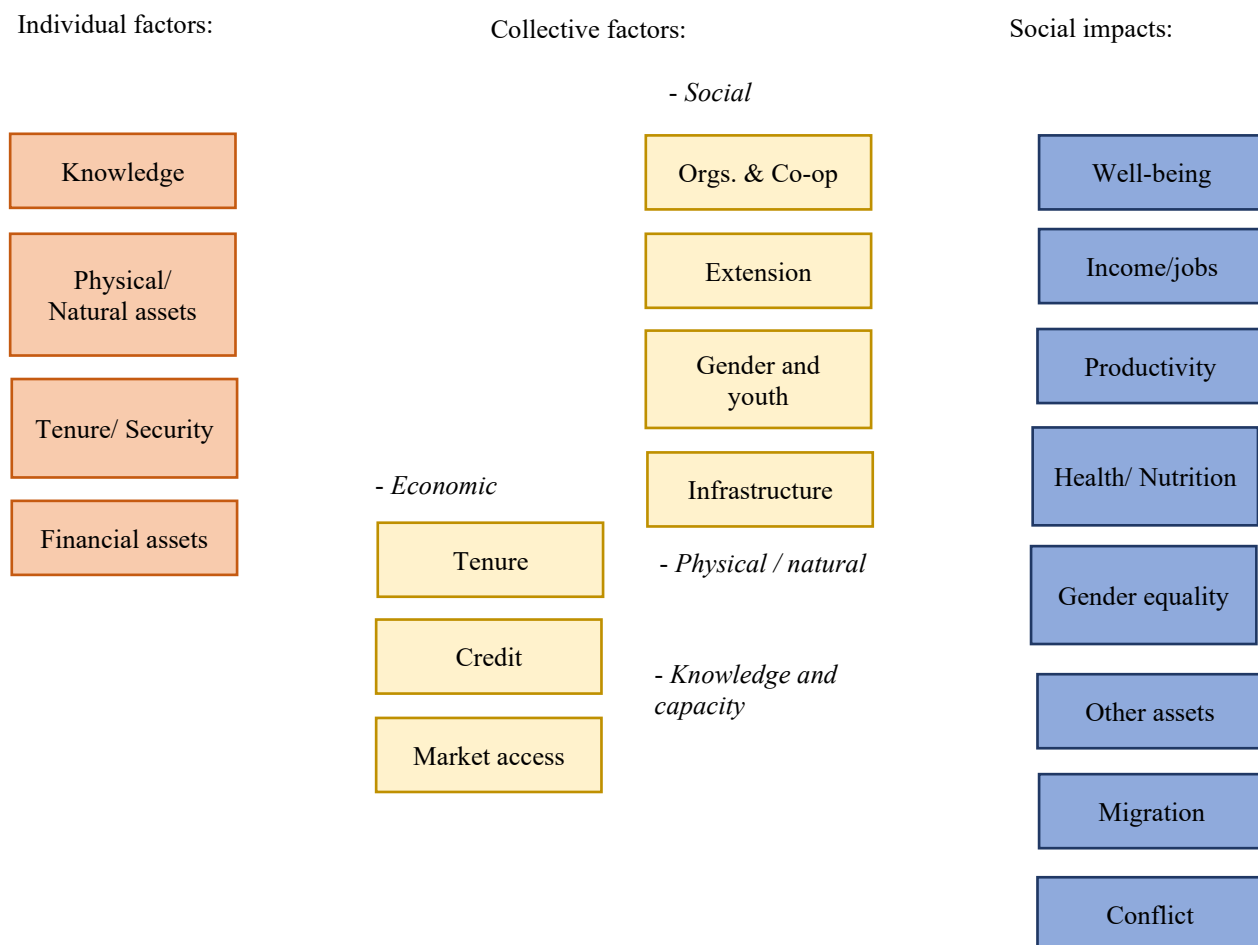 Individual factors:
Knowledge
Physical/
Natural assets
Tenure/ Security
Financial assets
Collective factors:
- Social
Orgs. & Co-op
Extension
Gender and
youth
Infrastructure
- Economic
Tenure
Credit
Market access
- Physical / natural
- Knowledge and
capacity
Social impacts:
Well-being
Income/jobs
Productivity
Health/ Nutrition
Gender equality
Other assets
Migration
Conflict